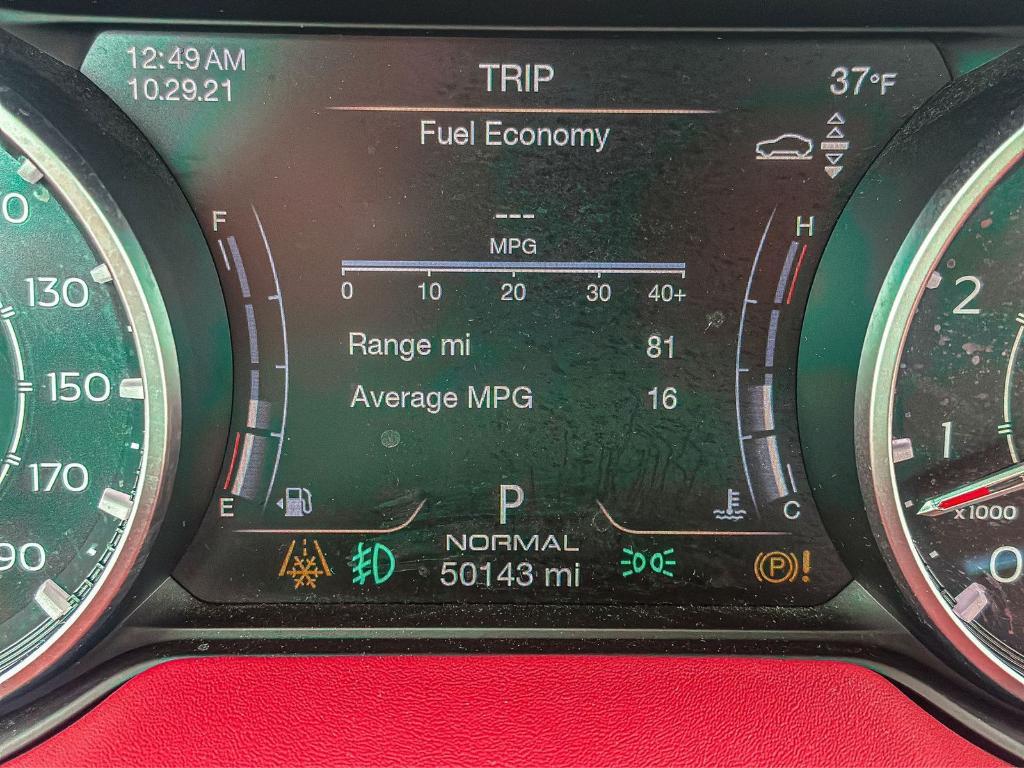 12:49 AM
10.29.21
TRIP
37°F
Fuel Economy
---
MPG
0 10 20 30 40+
Range mi 81
Average MPG 16
F
E
H
C
P
NORMAL
50143 mi
(P)!
0
130
150
170
90
2
1
x1000
0